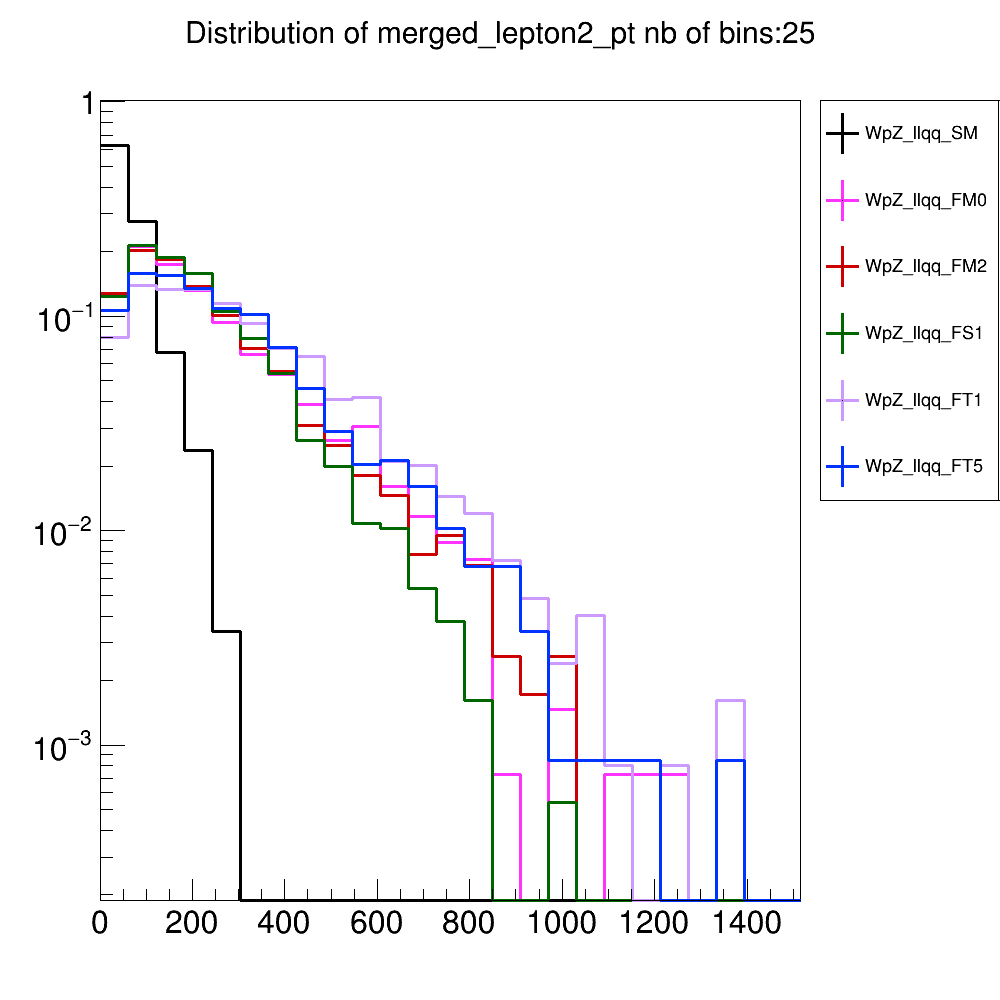 Distribution of merged_lepton2_pt nb of bins:25
1
10−1
10−2
10−3
0 200 400 600 800 1000 1200 1400
WpZ_llqq_SM
WpZ_llqq_FM0
WpZ_llqq_FM2
WpZ_llqq_FS1
WpZ_llqq_FT1
WpZ_llqq_FT5